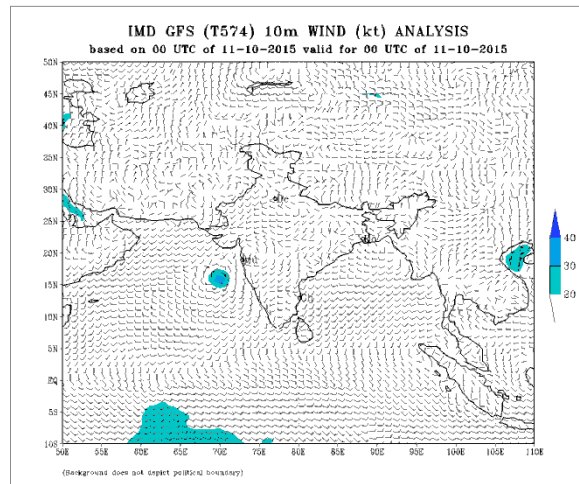 IMD GFS (T574) 10m WIND (kt) ANALYSIS
based on 00 UTC of 11-10-2015 valid for 00 UTC of 11-10-2015
50N
45N
40N
35N
30N
25N
20N
15N
10N
5N
EQ
5S
10S
50E 55E 60E 65E 70E 75E 80E 85E 90E 95E 100E 105E 110E
40
30
20
(Background does not depict political boundary)